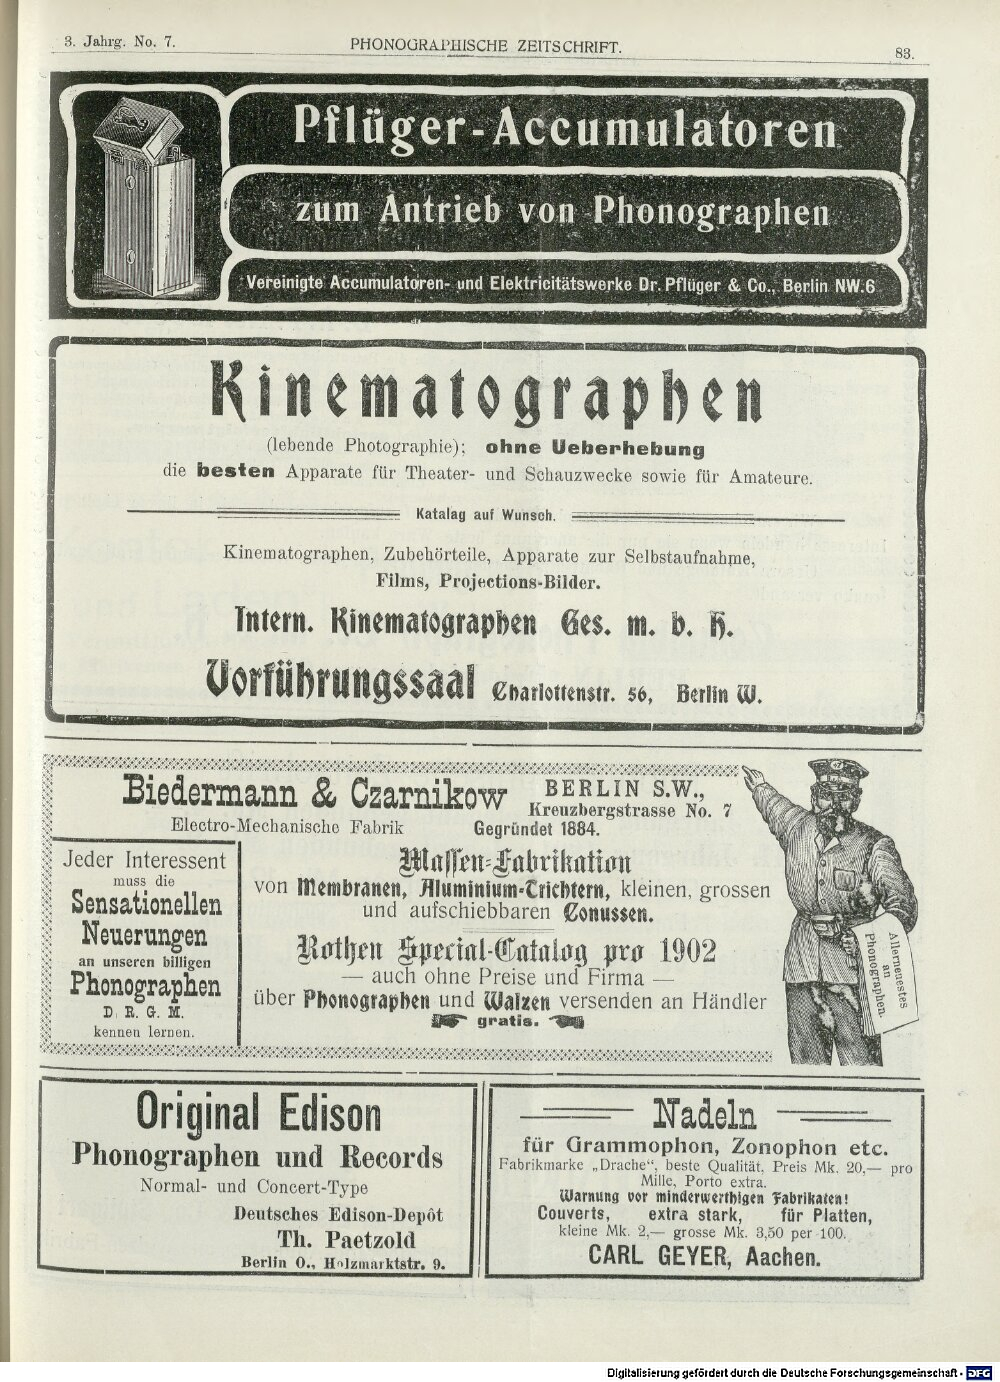 3. Jahrg. No. 7.
PHONOGRAPHISCHE ZEITSCHRIFT.
83.
Pflüger-Accumulatoren
zum Antrieb von Phonographen
Vereinigte Accumulatoren- und Elektricitätswerke Dr. Pflüger & Co., Berlin NW.6
Kinematographen
(lebende Photographie); ohne Ueberhebung
die besten Apparate für Theater- und Schauzwecke sowie für Amateure.
Katalag auf Wunsch.
Kinematographen, Zubehörteile, Apparate zur Selbstaufnahme,
Films, Projections-Bilder.
Intern. Kinematographen Ges. m. b. H.
Vorführungssaal Charlottenstr. 56, Berlin W.
Biedermann & Czarnikow
Electro-Mechanische Fabrik
BERLIN S.W.,
Kreuzbergstrasse No. 7
Gegründet 1884.
Jeder Interessent
muss die
Sensationellen
Neuerungen
an unseren billigen
Phonographen
D. R. G. M.
kennen lernen.
Massen-Fabrikation
von Membranen, Aluminium-Trichtern, kleinen, grossen
und aufschiebbaren Conussen.
Rothen Special-Catalog pro 1902
— auch ohne Preise und Firma —
über Phonographen und Walzen versenden an Händler
gratis.
Allerneuestes
an
Phonographen.
Original Edison
Phonographen und Records
Normal- und Concert-Type
Deutsches Edison-Depôt
Th. Paetzold
Berlin O., Holzmarktstr. 9.
Nadeln
für Grammophon, Zonophon etc.
Fabrikmarke „Drache“, beste Qualität, Preis Mk. 20,— pro
Mille, Porto extra.
Warnung vor minderwerthigen Fabrikaten!
Couverts, extra stark, für Platten,
kleine Mk. 2,— grosse Mk. 3,50 per 100.
CARL GEYER, Aachen.
Digitalisierung gefördert durch die Deutsche Forschungsgemeinschaft - DFG